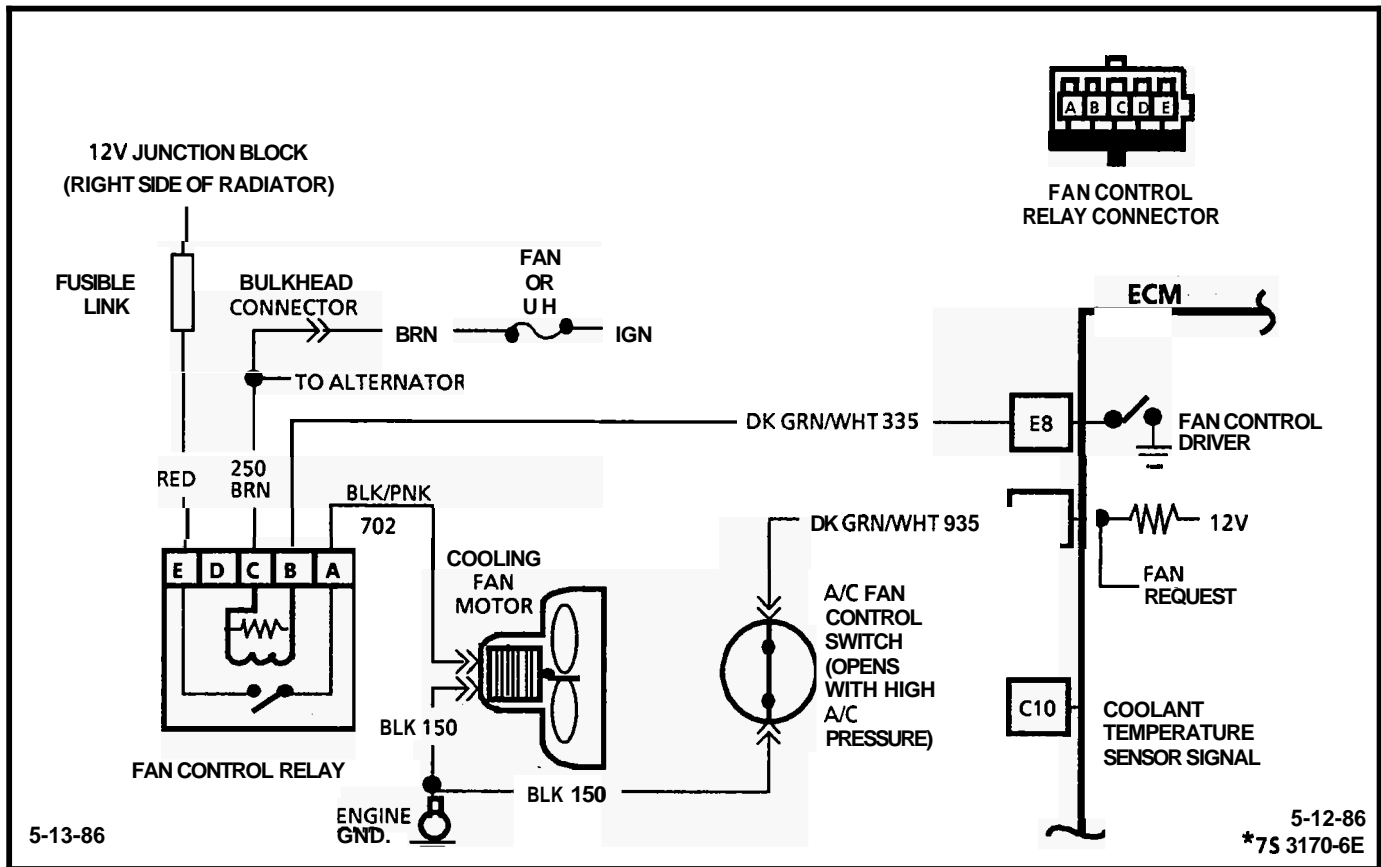 12V JUNCTION BLOCK
(RIGHT SIDE OF RADIATOR)
FUSIBLE
LINK
BULKHEAD
CONNECTOR
FAN
OR
U H
BRN
IGN
TO ALTERNATOR
A B C D E
FAN CONTROL
RELAY CONNECTOR
ECM
DK GRN/WHT 335
E8
FAN CONTROL
DRIVER
RED
250
BRN
BLK/PNK
702
E D C B A
FAN CONTROL RELAY
COOLING
FAN
MOTOR
BLK 150
ENGINE
GND.
BLK 150
DK GRN/WHT 935
12V
FAN
REQUEST
A/C FAN
CONTROL
SWITCH
(OPENS
WITH HIGH
A/C
PRESSURE)
C10
COOLANT
TEMPERATURE
SENSOR SIGNAL
5-13-86
5-12-86
*7S 3170-6E